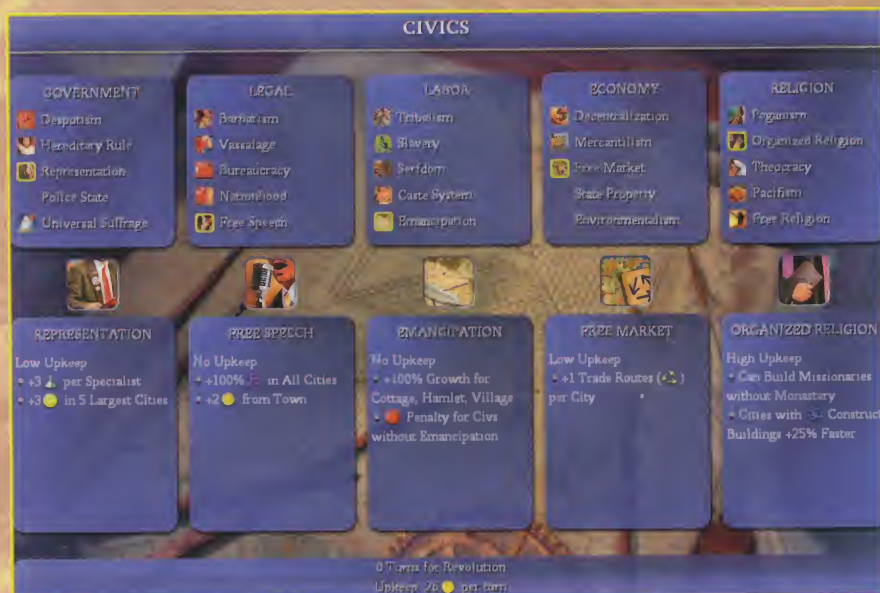 CIVICS
GOVERNMENT
Despotism
Hereditary Rule
Representation
Police State
Universal Suffrage
LEGAL
Barbarism
Vassalage
Bureaucracy
Nationhood
Free Speech
LABOR
Tribalism
Slavery
Serfdom
Caste System
Emancipation
ECONOMY
Decentralization
Mercantilism
Free Market
State Property
Environmentalism
RELIGION
Paganism
Organized Religion
Theocracy
Pacifism
Free Religion
REPRESENTATION
Low Upkeep
+3 per Specialist
+3 in 5 Largest Cities
FREE SPEECH
No Upkeep
+100% in All Cities
+2 from Town
EMANCIPATION
No Upkeep
+100% Growth for
Cottage, Hamlet, Village
Penalty for Civs
without Emancipation
FREE MARKET
Low Upkeep
+1 Trade Routes ( )
per City
ORGANIZED RELIGION
High Upkeep
Can Build Missionaries
without Monastery
Cities with Construct
Buildings +25% Faster
0 Turns for Revolution
Upkeep: 26 per turn